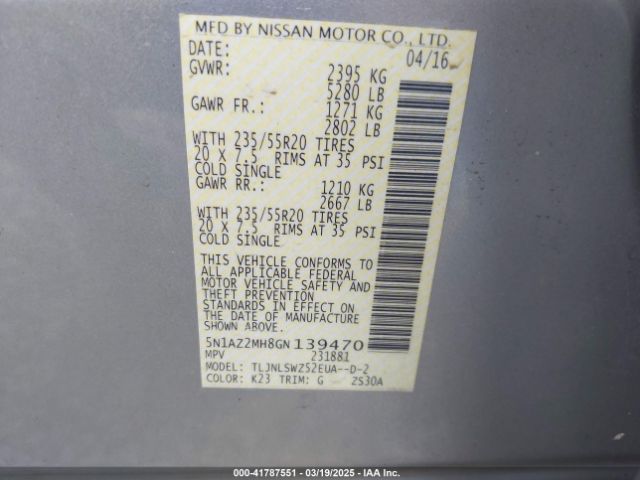 MFD BY NISSAN MOTOR CO., LTD.
DATE: 04/16
GVWR: 2395 KG
5280 LB
GAWR FR.: 1271 KG
2802 LB
WITH 235/55R20 TIRES
20 X 7.5 RIMS AT 35 PSI
COLD SINGLE
GAWR RR.: 1210 KG
2667 LB
WITH 235/55R20 TIRES
20 X 7.5 RIMS AT 35 PSI
COLD SINGLE
THIS VEHICLE CONFORMS TO
ALL APPLICABLE FEDERAL
MOTOR VEHICLE SAFETY AND
THEFT PREVENTION
STANDARDS IN EFFECT ON
THE DATE OF MANUFACTURE
SHOWN ABOVE.
5N1AZ2MH8GN139470
MPV 231881
MODEL: TLJNLSWZ52EUA--D-2
COLOR: K23 TRIM: G ZS30A
000-41787551 | 03/19/2025 | IAA Inc.